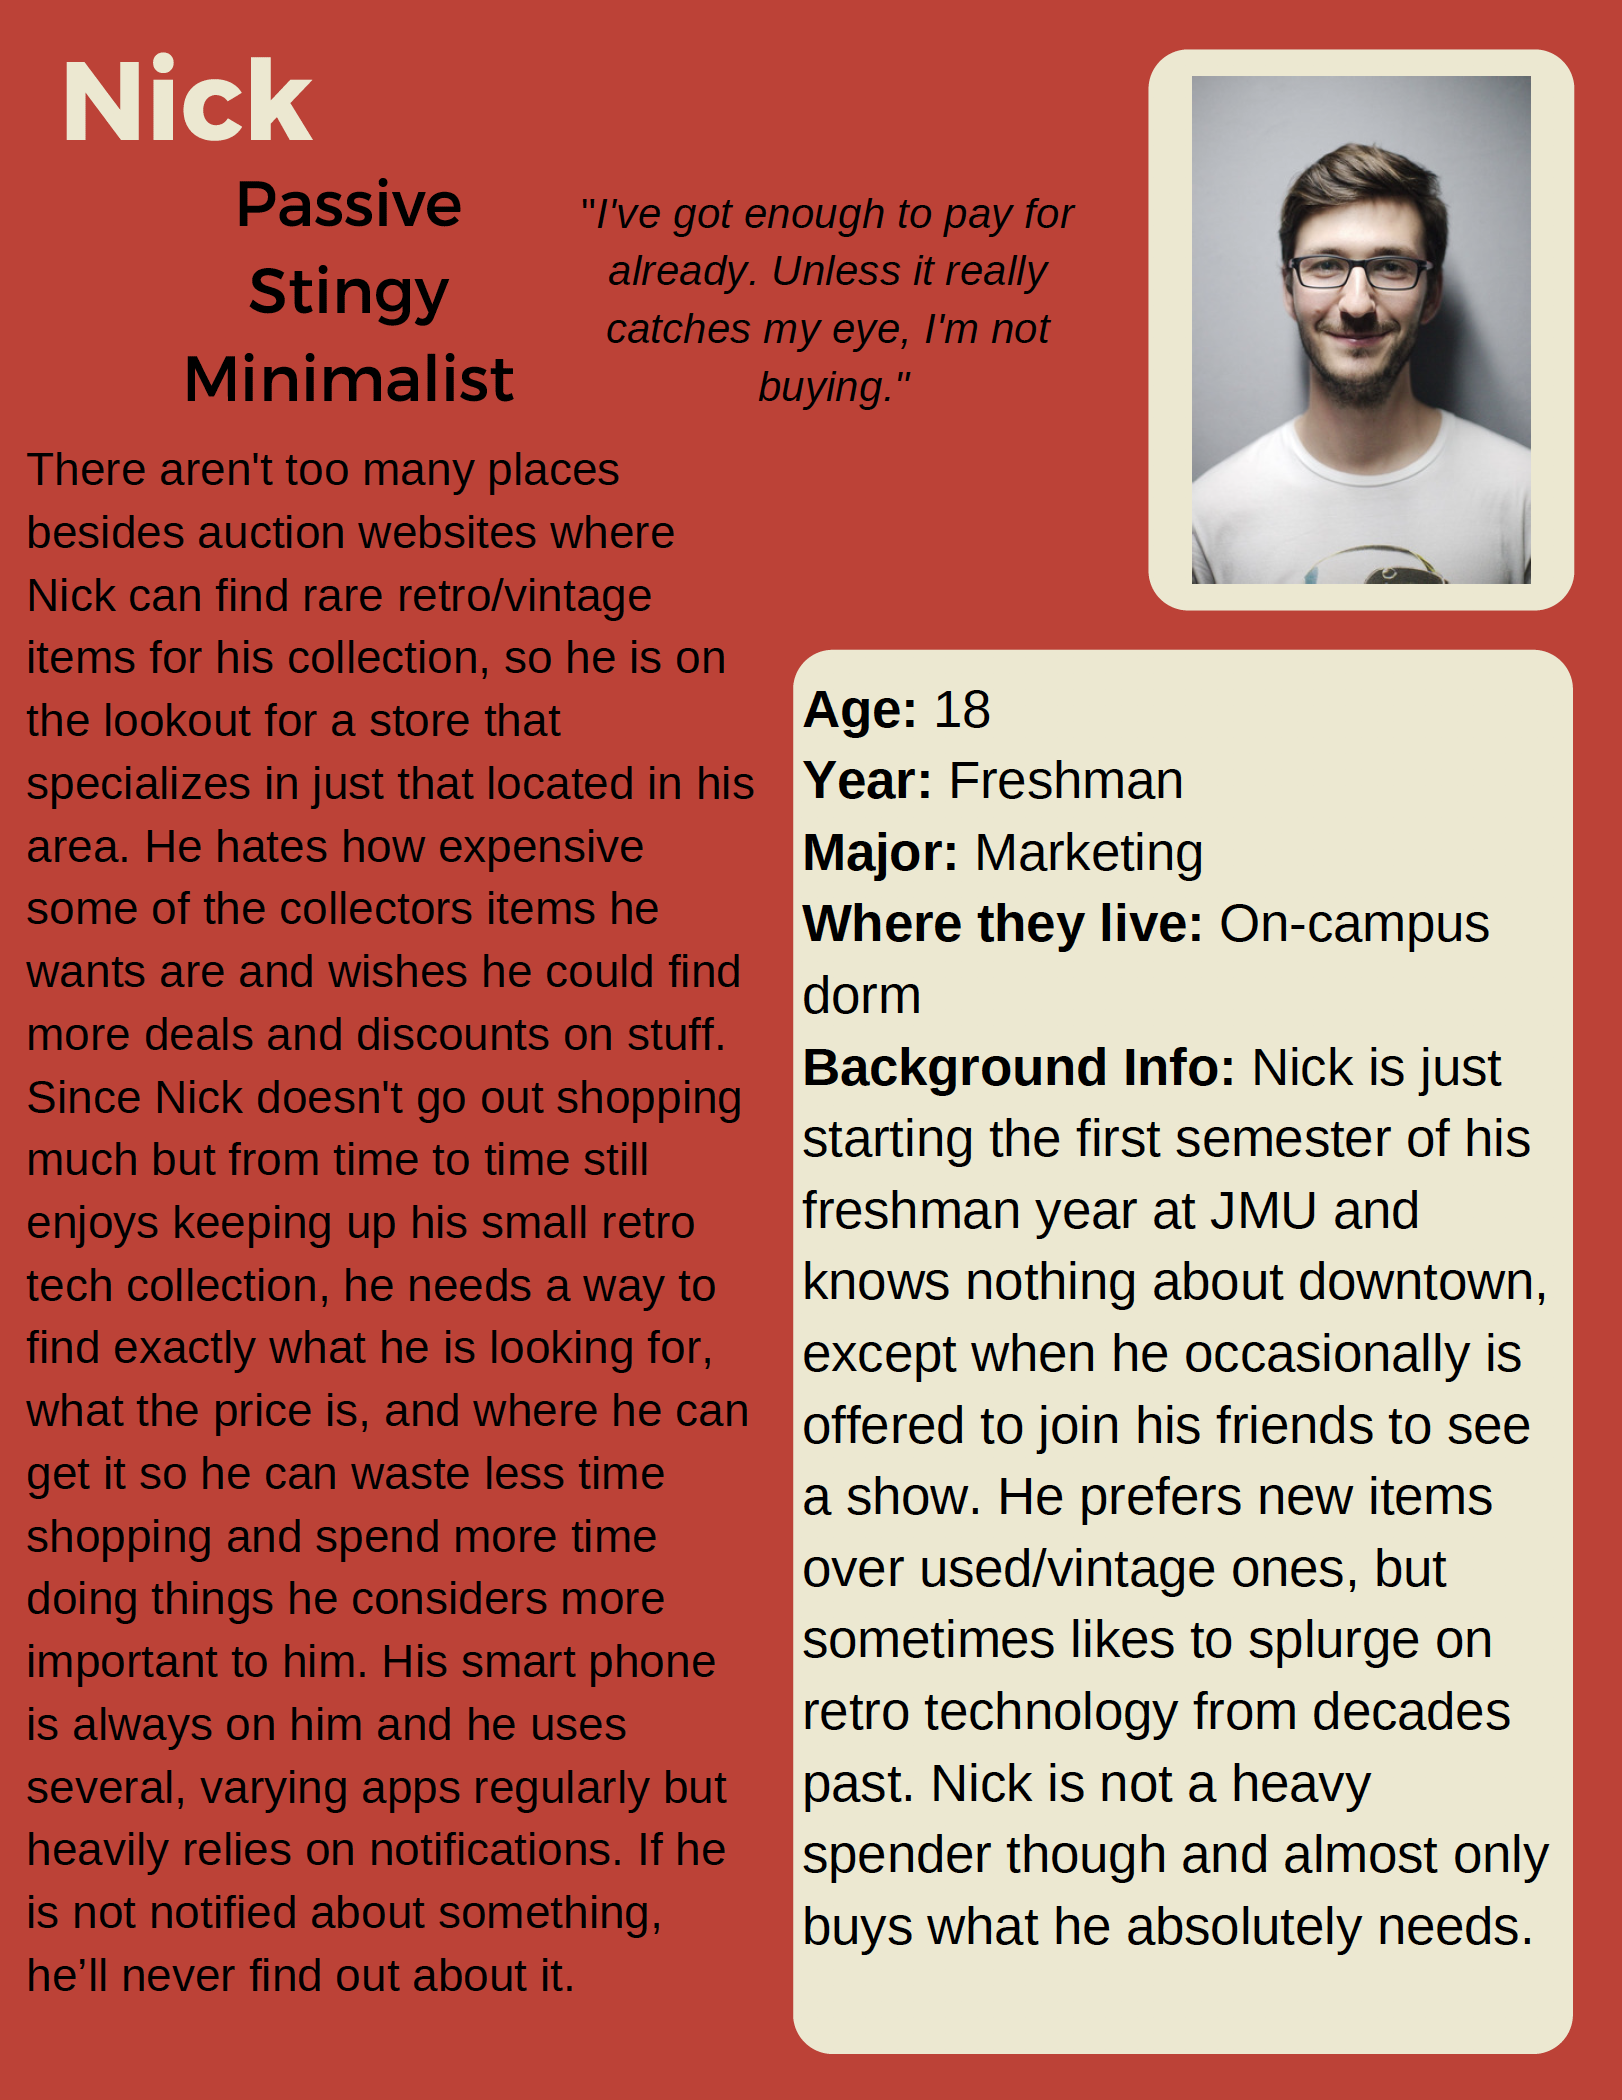 Nick
Passive
Stingy
Minimalist
"I've got enough to pay for
already. Unless it really
catches my eye, I'm not
buying."
There aren't too many places
besides auction websites where
Nick can find rare retro/vintage
items for his collection, so he is on
the lookout for a store that
specializes in just that located in his
area. He hates how expensive
some of the collectors items he
wants are and wishes he could find
more deals and discounts on stuff.
Since Nick doesn't go out shopping
much but from time to time still
enjoys keeping up his small retro
tech collection, he needs a way to
find exactly what he is looking for,
what the price is, and where he can
get it so he can waste less time
shopping and spend more time
doing things he considers more
important to him. His smart phone
is always on him and he uses
several, varying apps regularly but
heavily relies on notifications. If he
is not notified about something,
he’ll never find out about it.
Age: 18
Year: Freshman
Major: Marketing
Where they live: On-campus
dorm
Background Info: Nick is just
starting the first semester of his
freshman year at JMU and
knows nothing about downtown,
except when he occasionally is
offered to join his friends to see
a show. He prefers new items
over used/vintage ones, but
sometimes likes to splurge on
retro technology from decades
past. Nick is not a heavy
spender though and almost only
buys what he absolutely needs.